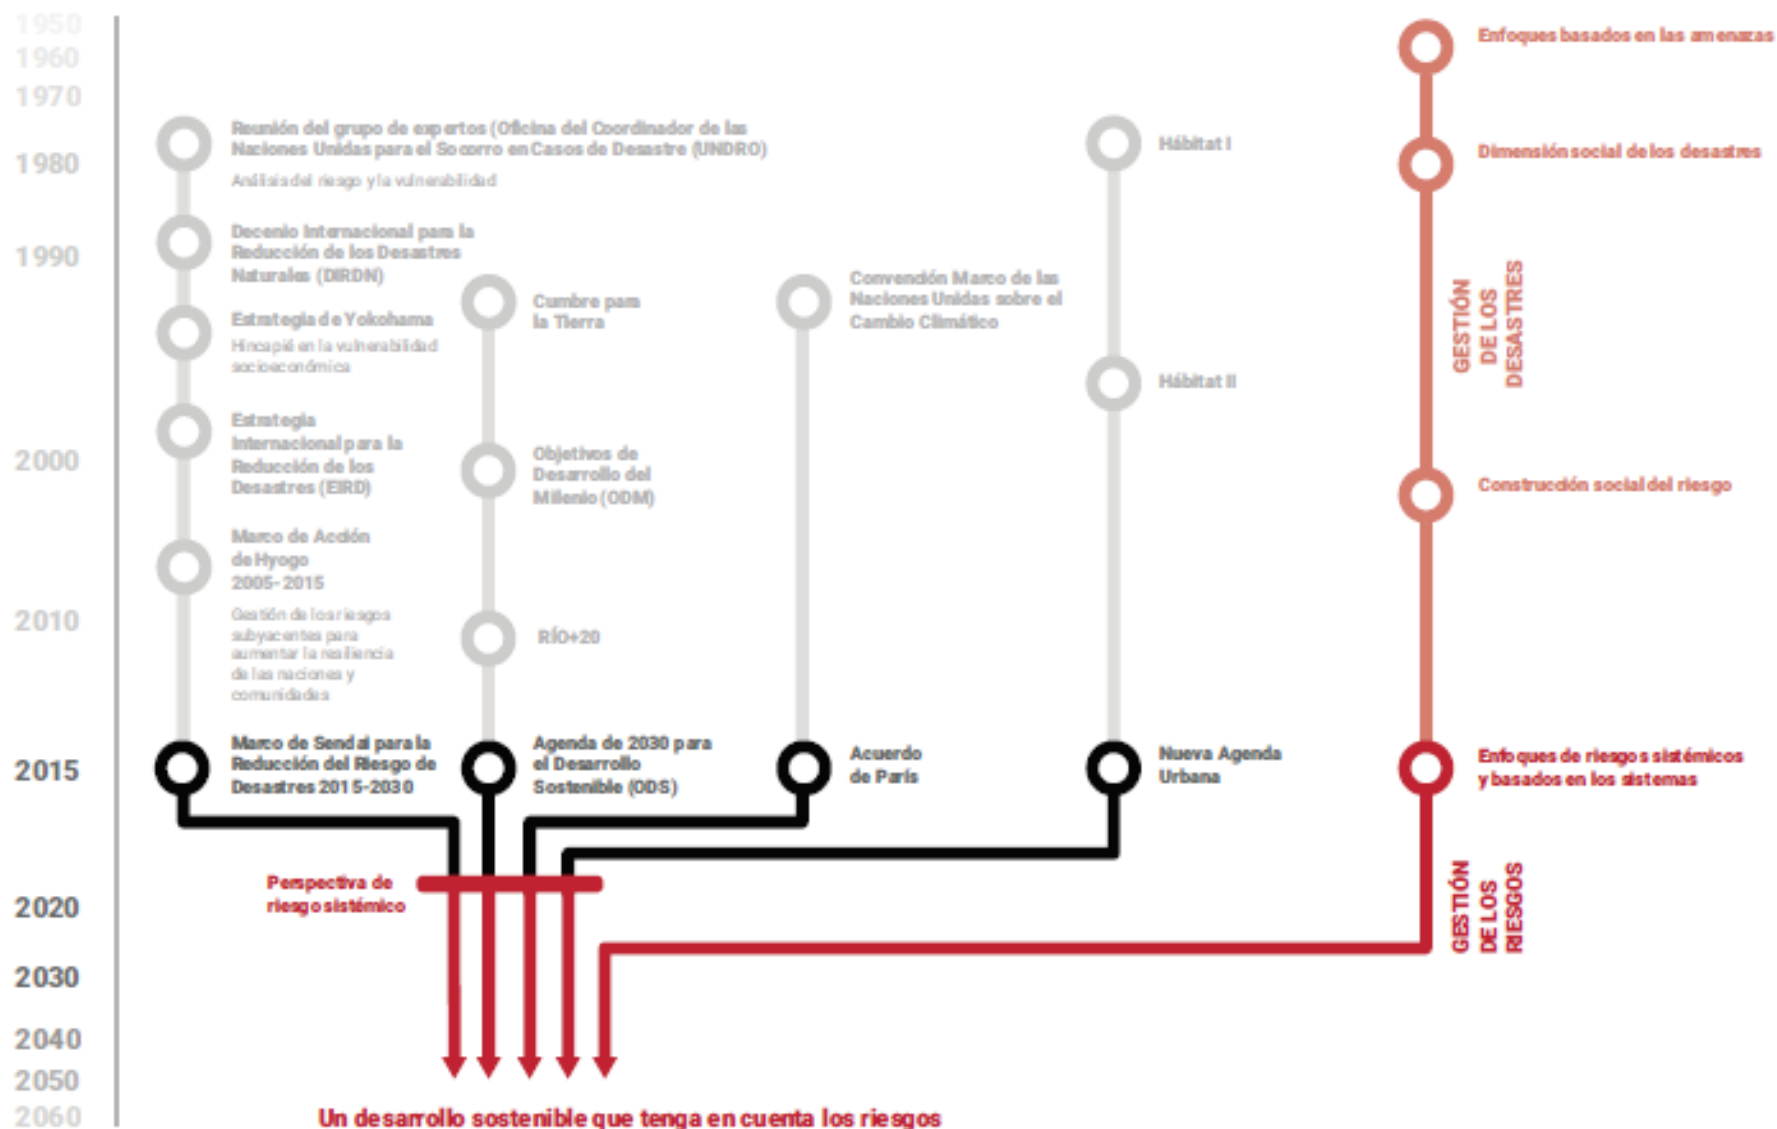 1950
1960
1970
1980
1990
2000
2010
2015
2020
2030
2040
2050
2060
Reunión del grupo de expertos (Oficina del Coordinador de las
Naciones Unidas para el Socorro en Casos de Desastre (UNDRO)
Análisis del riesgo y la vulnerabilidad
Decenio Internacional para la
Reducción de los Desastres
Naturales (DIRDN)
Estrategia de Yokohama
Hincapié en la vulnerabilidad
socioeconómica
Estrategia
Internacional para la
Reducción de los
Desastres (EIRD)
Marco de Acción
de Hyogo
2005-2015
Gestión de los riesgos
subyacentes para
aumentar la resiliencia
de las naciones y
comunidades
Marco de Sendai para la
Reducción del Riesgo de
Desastres 2015-2030
Cumbre para
la Tierra
Objetivos de
Desarrollo del
Milenio (ODM)
RÍO+20
Agenda de 2030 para
el Desarrollo
Sostenible (ODS)
Convención Marco de las
Naciones Unidas sobre el
Cambio Climático
Acuerdo
de París
Hábitat I
Hábitat II
Nueva Agenda
Urbana
Enfoques basados en las amenazas
Dimensión social de los desastres
GESTIÓN
DE LOS
DESASTRES
Construcción social del riesgo
Enfoques de riesgos sistémicos
y basados en los sistemas
GESTIÓN
DE LOS
RIESGOS
Perspectiva de
riesgo sistémico
Un desarrollo sostenible que tenga en cuenta los riesgos